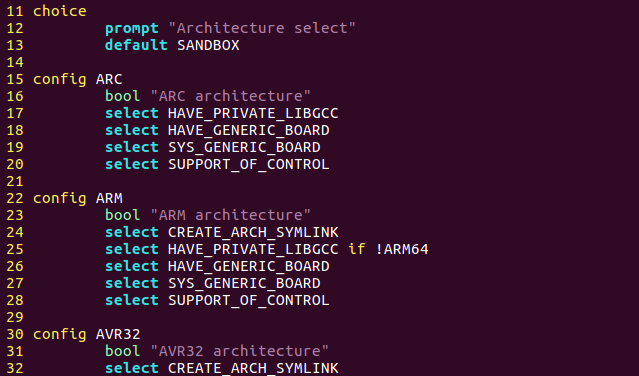 11 choice
12         prompt "Architecture select"
13         default SANDBOX
14
15 config ARC
16         bool "ARC architecture"
17         select HAVE_PRIVATE_LIBGCC
18         select HAVE_GENERIC_BOARD
19         select SYS_GENERIC_BOARD
20         select SUPPORT_OF_CONTROL
21
22 config ARM
23         bool "ARM architecture"
24         select CREATE_ARCH_SYMLINK
25         select HAVE_PRIVATE_LIBGCC if !ARM64
26         select HAVE_GENERIC_BOARD
27         select SYS_GENERIC_BOARD
28         select SUPPORT_OF_CONTROL
29
30 config AVR32
31         bool "AVR32 architecture"
32         select CREATE_ARCH_SYMLINK